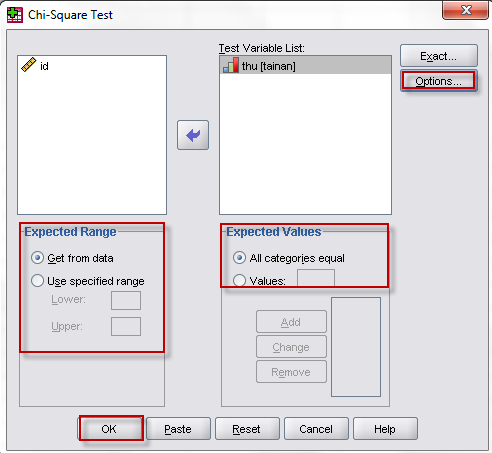 Chi-Square Test
id
Test Variable List:
thu [tainan]
Exact...
Options...
Expected Range
Get from data
Use specified range
Lower:
Upper:
Expected Values
All categories equal
Values:
Add
Change
Remove
OK
Paste
Reset
Cancel
Help